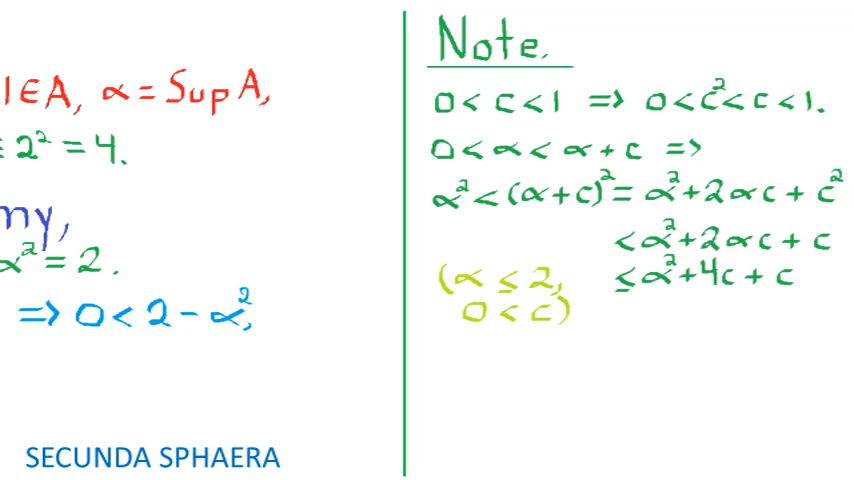 1∈A, α = Sup A,
2² = 4.
my,
α² = 2.
⇒ 0 < 2 - α²,
SECUNDA SPHAERA
Note.
0 < c < 1 ⇒ 0 < c² < c < 1.
0 < α < α + c ⇒
α² < (α + c)² = α² + 2αc + c²
< α² + 2αc + c
(α ≤ 2, ≤ α² + 4c + c
0 < c)